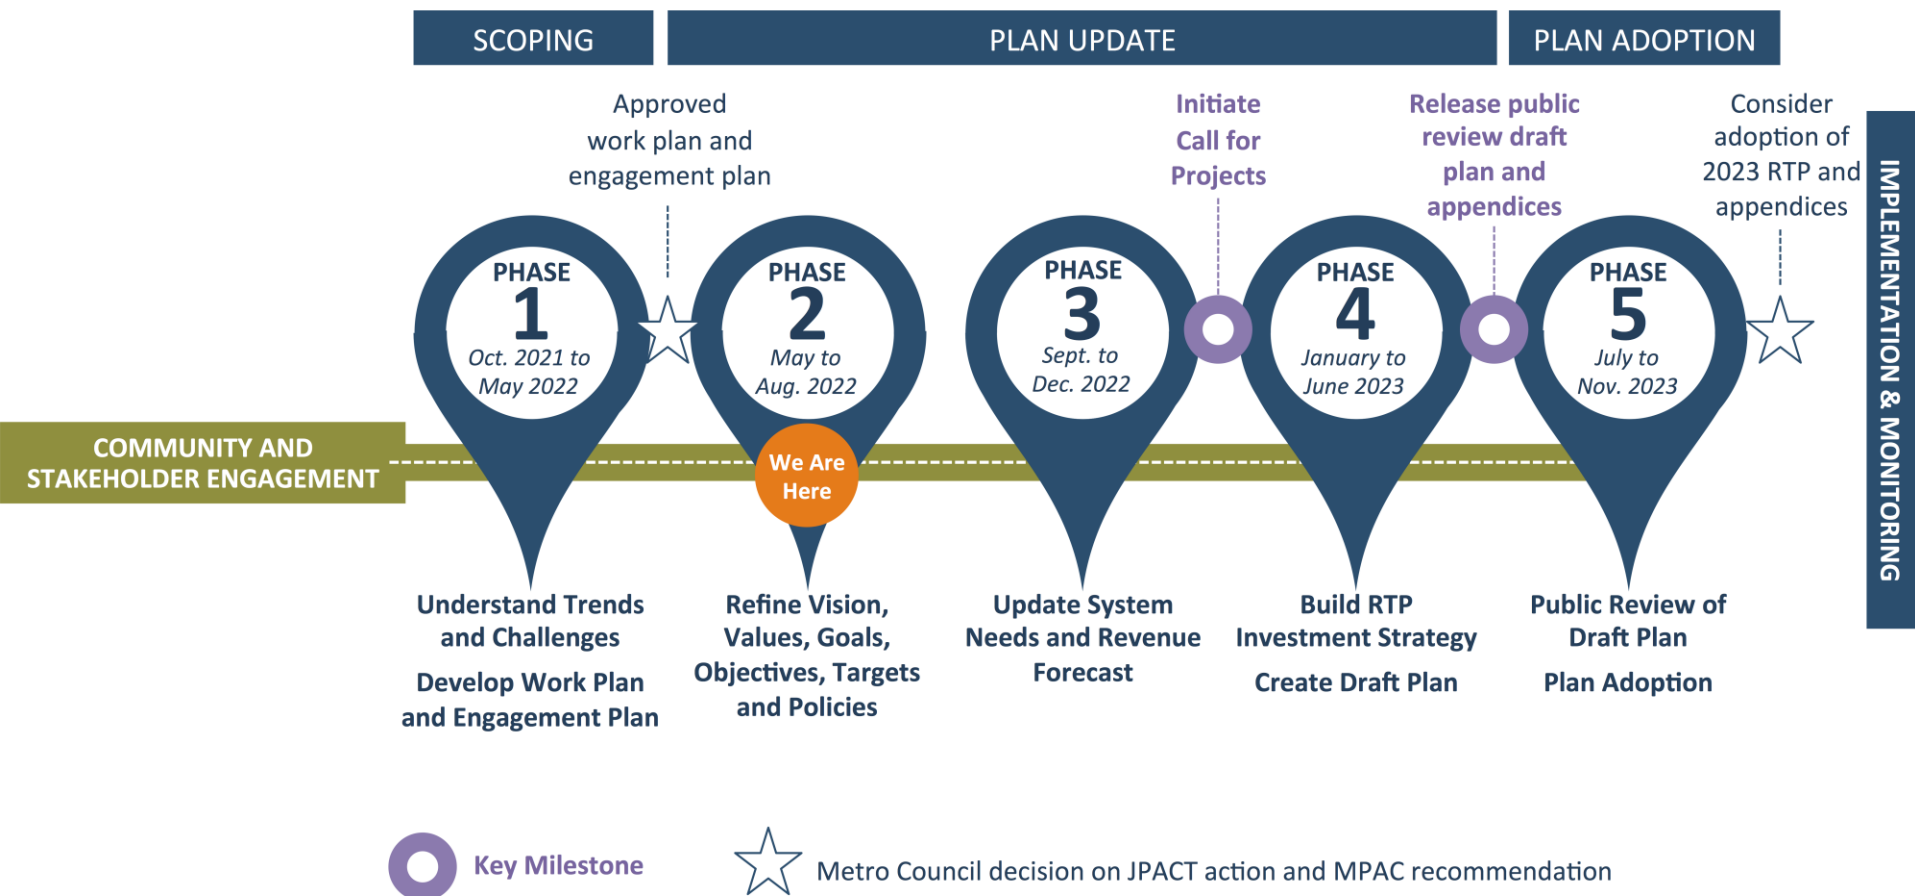 SCOPING
PLAN UPDATE
PLAN ADOPTION
Approved
work plan and
engagement plan
Initiate
Call for
Projects
Release public
review draft
plan and
appendices
Consider
adoption of
2023 RTP and
appendices
IMPLEMENTATION & MONITORING
PHASE
1
Oct. 2021 to
May 2022
PHASE
2
May to
Aug. 2022
PHASE
3
Sept. to
Dec. 2022
PHASE
4
January to
June 2023
PHASE
5
July to
Nov. 2023
COMMUNITY AND
STAKEHOLDER ENGAGEMENT
We Are
Here
Understand Trends
and Challenges
Develop Work Plan
and Engagement Plan
Refine Vision,
Values, Goals,
Objectives, Targets
and Policies
Update System
Needs and Revenue
Forecast
Build RTP
Investment Strategy
Create Draft Plan
Public Review of
Draft Plan
Plan Adoption
Key Milestone
Metro Council decision on JPACT action and MPAC recommendation